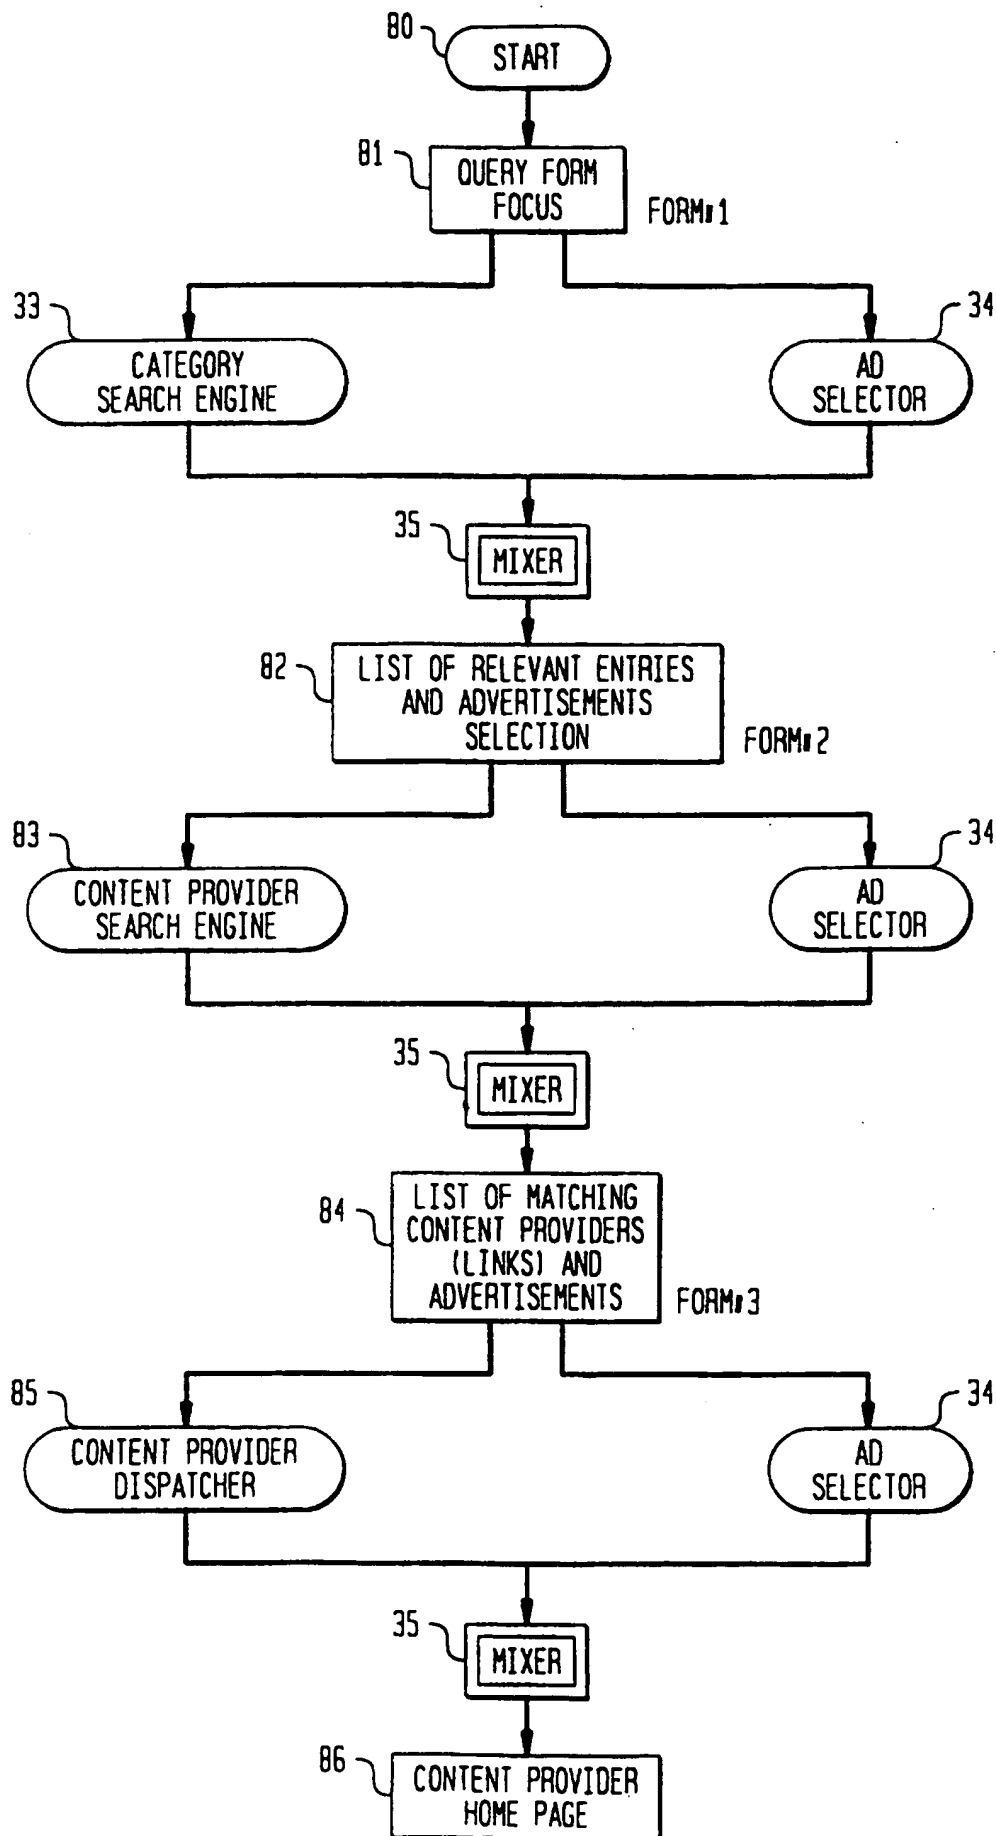 80
START
81
QUERY FORM
FOCUS
FORM#1
33
CATEGORY
SEARCH ENGINE
34
AD
SELECTOR
35
MIXER
82
LIST OF RELEVANT ENTRIES
AND ADVERTISEMENTS
SELECTION
FORM#2
83
CONTENT PROVIDER
SEARCH ENGINE
34
AD
SELECTOR
35
MIXER
84
LIST OF MATCHING
CONTENT PROVIDERS
(LINKS) AND
ADVERTISEMENTS
FORM#3
85
CONTENT PROVIDER
DISPATCHER
34
AD
SELECTOR
35
MIXER
86
CONTENT PROVIDER
HOME PAGE